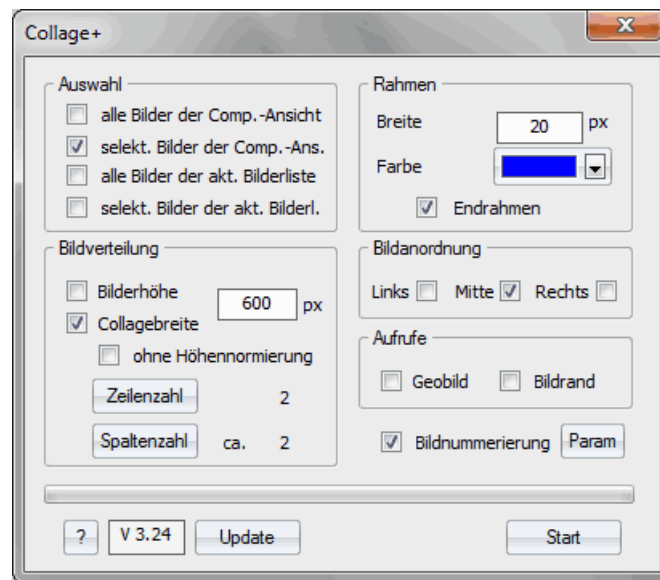 Collage+
Auswahl
alle Bilder der Comp.-Ansicht
selekt. Bilder der Comp.-Ans.
alle Bilder der akt. Bilderliste
selekt. Bilder der akt. Bilderl.
Rahmen
Breite 20 px
Farbe
Endrahmen
Bildverteilung
Bilderhöhe
600 px
Collagebreite
ohne Höhennormierung
Zeilenzahl 2
Spaltenzahl ca. 2
Bildanordnung
Links Mitte Rechts
Aufrufe
Geobild Bildrand
Bildnummerierung Param
? V 3.24 Update Start